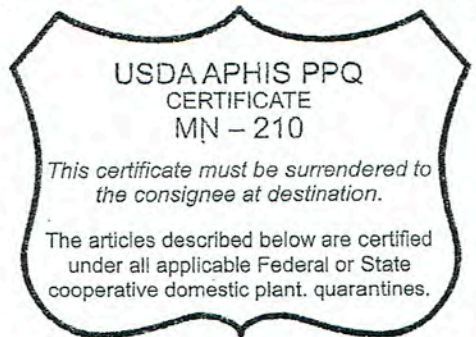 USDA APHIS PPQ
CERTIFICATE
MN – 210
This certificate must be surrendered to
the consignee at destination.
The articles described below are certified
under all applicable Federal or State
cooperative domestic plant. quarantines.